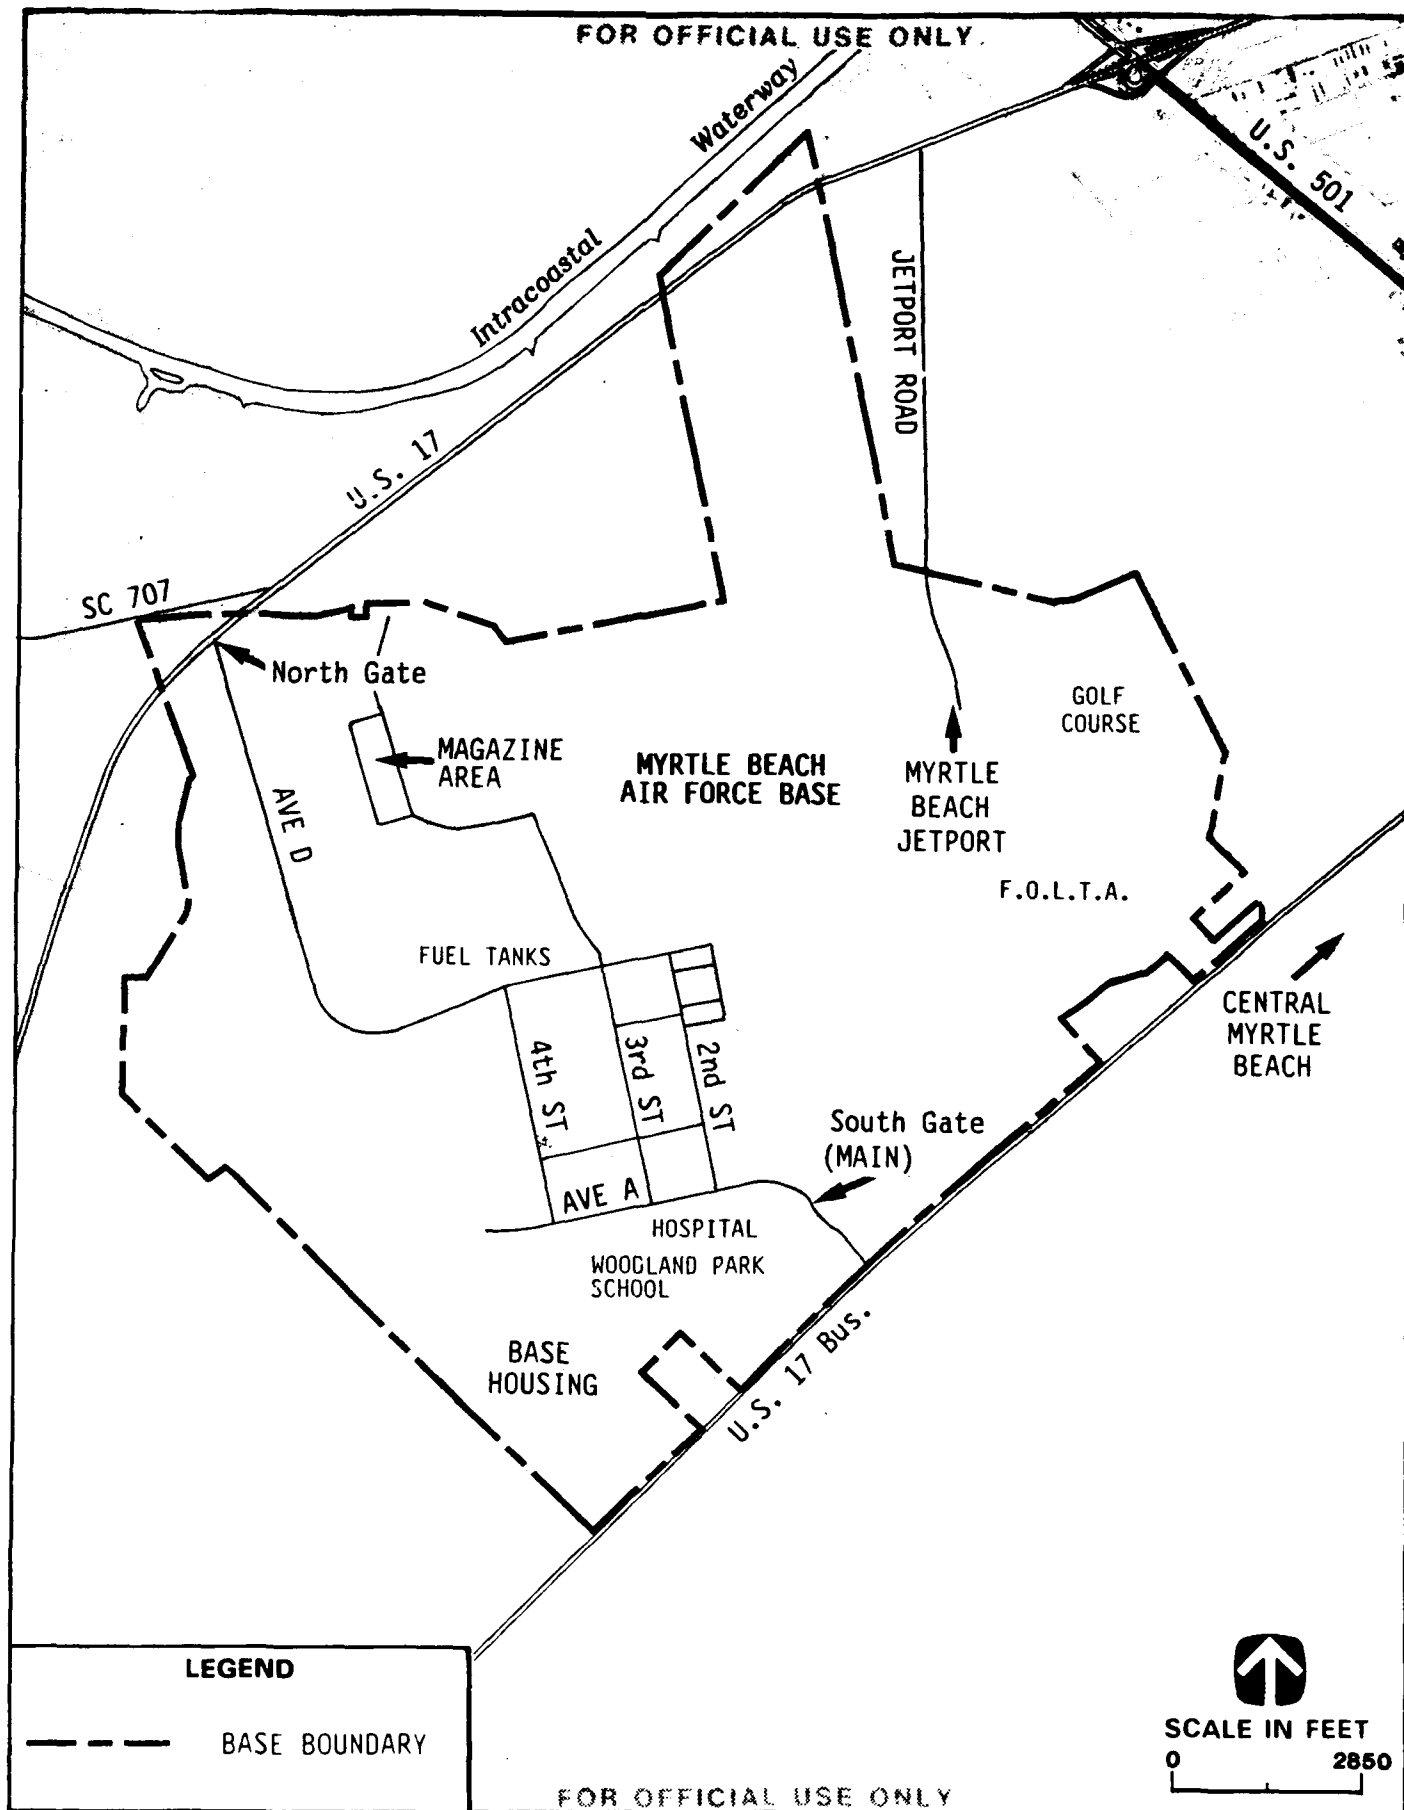 FOR OFFICIAL USE ONLY
Waterway
Intracoastal
U.S. 501
JETPORT ROAD
U.S. 17
SC 707
North Gate
MAGAZINE
AREA
MYRTLE BEACH
AIR FORCE BASE
GOLF
COURSE
MYRTLE
BEACH
JETPORT
AVE D
F.O.L.T.A.
FUEL TANKS
CENTRAL
MYRTLE
BEACH
4th ST
3rd ST
2nd ST
South Gate
(MAIN)
AVE A
HOSPITAL
WOODLAND PARK
SCHOOL
BASE
HOUSING
U.S. 17 Bus.
LEGEND
BASE BOUNDARY
SCALE IN FEET
0 2850
FOR OFFICIAL USE ONLY